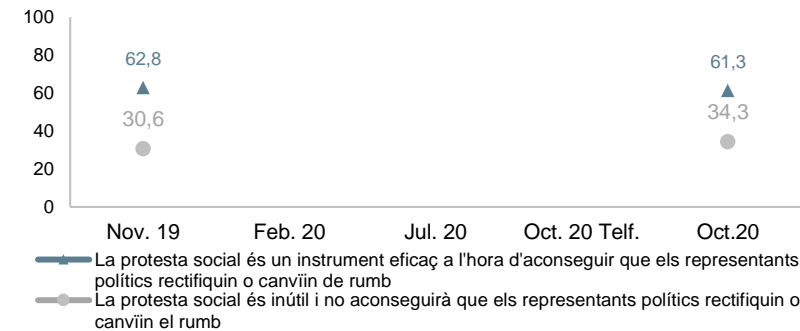 100
80
60
40
20
0
62,8
61,3
30,6
34,3
Nov. 19 Feb. 20 Jul. 20 Oct. 20 Telf. Oct.20
La protesta social és un instrument eficaç a l'hora d'aconseguir que els representants
polítics rectifiquin o canvïin de rumb
La protesta social és inútil i no aconseguirà que els representants polítics rectifiquin o
canvïin el rumb